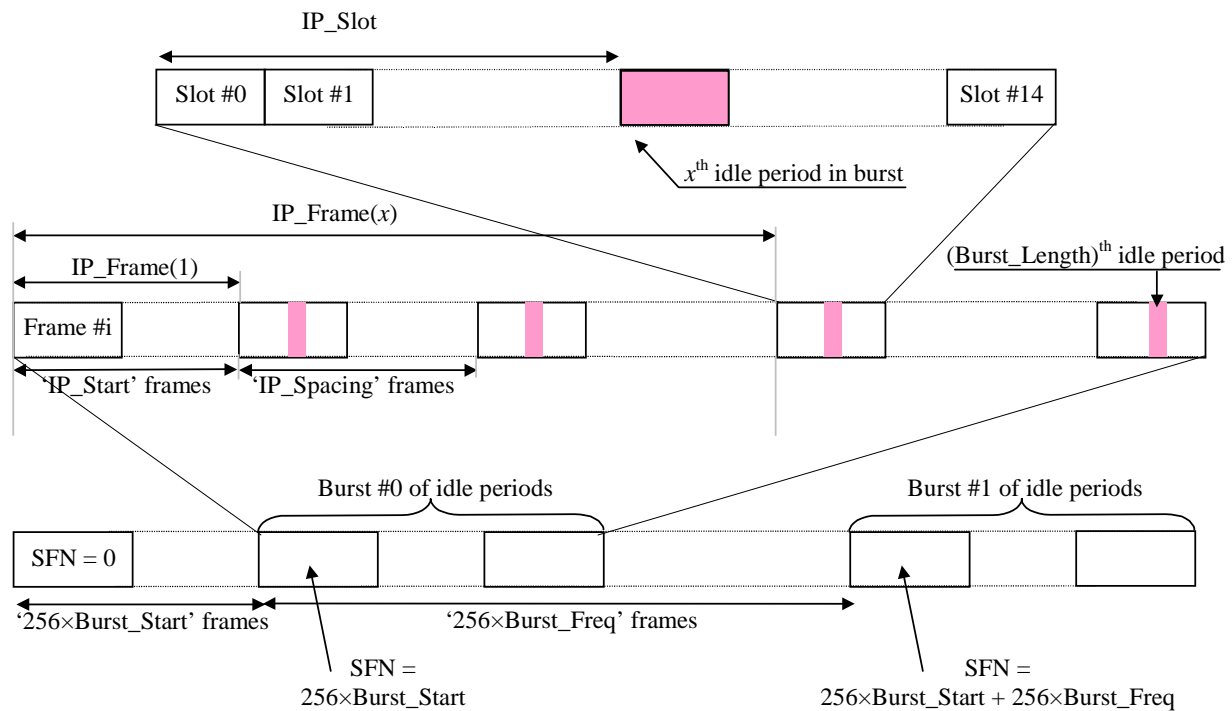 IP_Slot
Slot #0
Slot #1
Slot #14
xth idle period in burst
IP_Frame(x)
IP_Frame(1)
(Burst_Length)th idle period
Frame #i
‘IP_Start’ frames
‘IP_Spacing’ frames
Burst #0 of idle periods
Burst #1 of idle periods
SFN = 0
‘256×Burst_Start’ frames
‘256×Burst_Freq’ frames
SFN =
256×Burst_Start
SFN =
256×Burst_Start + 256×Burst_Freq